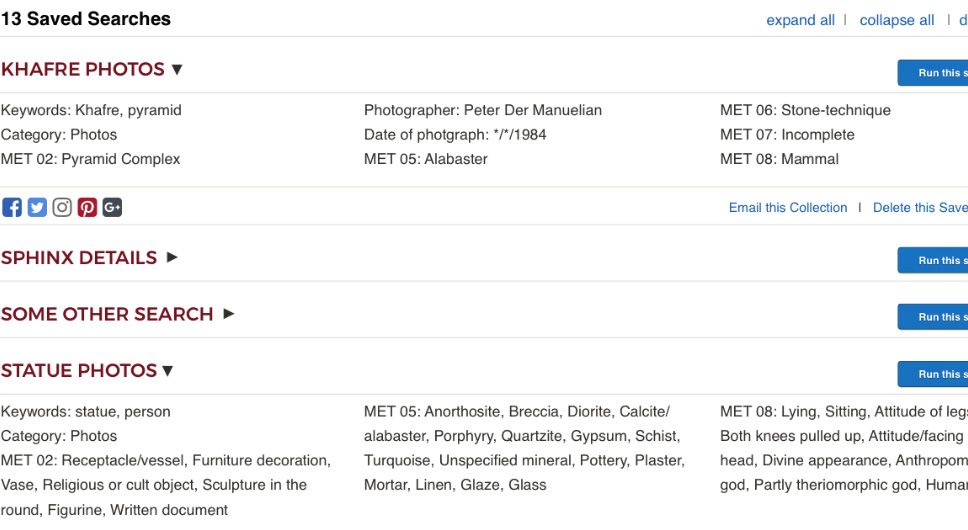 13 Saved Searches
expand all | collapse all |
KHAFRE PHOTOS
Run this
Keywords: Khafre, pyramid
Category: Photos
MET 02: Pyramid Complex
Photographer: Peter Der Manuelian
Date of photgraph: */*/1984
MET 05: Alabaster
MET 06: Stone-technique
MET 07: Incomplete
MET 08: Mammal
Email this Collection | Delete this Save
SPHINX DETAILS
Run this
SOME OTHER SEARCH
Run this
STATUE PHOTOS
Run this
Keywords: statue, person
Category: Photos
MET 02: Receptacle/vessel, Furniture decoration,
Vase, Religious or cult object, Sculpture in the
round, Figurine, Written document
MET 05: Anorthosite, Breccia, Diorite, Calcite/
alabaster, Porphyry, Quartzite, Gypsum, Schist,
Turquoise, Unspecified mineral, Pottery, Plaster,
Mortar, Linen, Glaze, Glass
MET 08: Lying, Sitting, Attitude of
Both knees pulled up, Attitude/facing
head, Divine appearance,
god, Partly theriomorphic god,